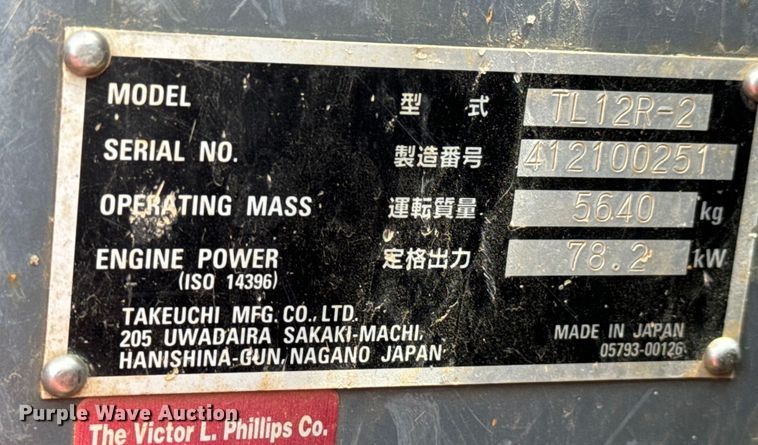 MODEL 型式 TL12R-2
SERIAL NO. 製造番号 412100251
OPERATING MASS 運転質量 5640 kg
ENGINE POWER 定格出力 78.2 kW
(ISO 14396)
TAKEUCHI MFG. CO., LTD.
205 UWADAIRA SAKAKI-MACHI,
HANISHINA-GUN, NAGANO JAPAN
MADE IN JAPAN
05793-00126
Purple Wave Auction
The Victor L. Phillips Co.